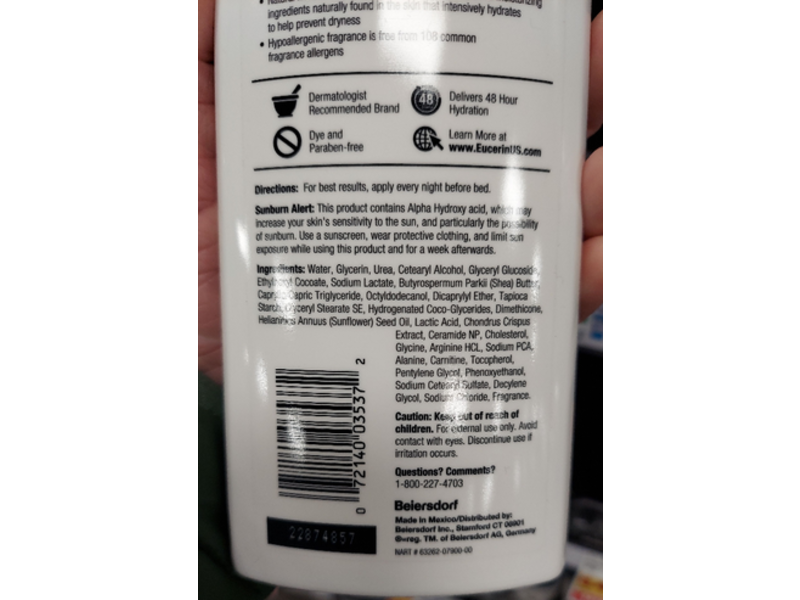 ingredients naturally found in the skin that intensively hydrates
to help prevent dryness
• Hypoallergenic fragrance is free from 108 common
fragrance allergens
Dermatologist
Recommended Brand
48
Delivers 48 Hour
Hydration
Dye and
Paraben-free
Learn More at
www.EucerinUS.com
Directions: For best results, apply every night before bed.
Sunburn Alert: This product contains Alpha Hydroxy acid, which may
increase your skin's sensitivity to the sun, and particularly the possibility
of sunburn. Use a sunscreen, wear protective clothing, and limit sun
exposure while using this product and for a week afterwards.
Ingredients: Water, Glycerin, Urea, Cetearyl Alcohol, Glyceryl Glucoside,
Ethylhexyl Cocoate, Sodium Lactate, Butyrospermum Parkii (Shea) Butter,
Caprylic/Capric Triglyceride, Octyldodecanol, Dicaprylyl Ether, Tapioca
Starch, Glyceryl Stearate SE, Hydrogenated Coco-Glycerides, Dimethicone,
Helianthus Annuus (Sunflower) Seed Oil, Lactic Acid, Chondrus Crispus
Extract, Ceramide NP, Cholesterol,
Glycine, Arginine HCL, Sodium PCA,
Alanine, Carnitine, Tocopherol,
Pentylene Glycol, Phenoxyethanol,
Sodium Cetearyl Sulfate, Decylene
Glycol, Sodium Chloride, Fragrance.
Caution: Keep out of reach of
children. For external use only. Avoid
contact with eyes. Discontinue use if
irritation occurs.
Questions? Comments?
1-800-227-4703
Beiersdorf
Made in Mexico/Distributed by:
Beiersdorf Inc., Stamford CT 06901
®=reg. TM. of Beiersdorf AG, Germany
NART # 63262-07900-00
0 72140 03537 2
22874857